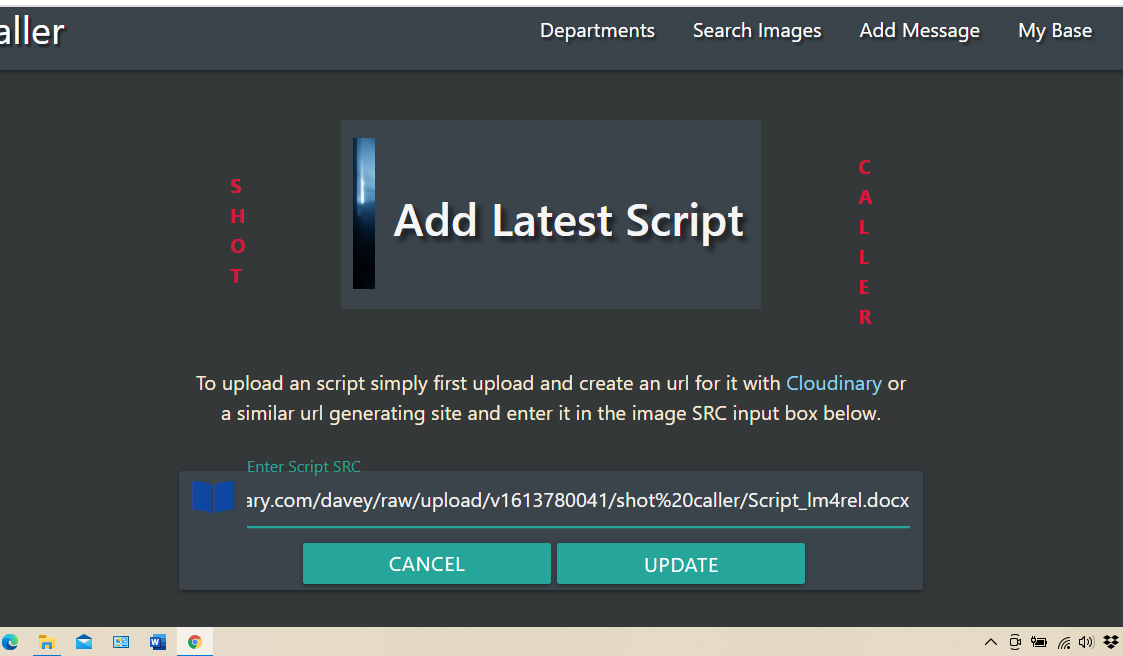 aller
Departments Search Images Add Message My Base
SHOT
Add Latest Script
CALLER
To upload an script simply first upload and create an url for it with Cloudinary or
a similar url generating site and enter it in the image SRC input box below.
Enter Script SRC
ary.com/davey/raw/upload/v1613780041/shot%20caller/Script_lm4rel.docx
CANCEL UPDATE